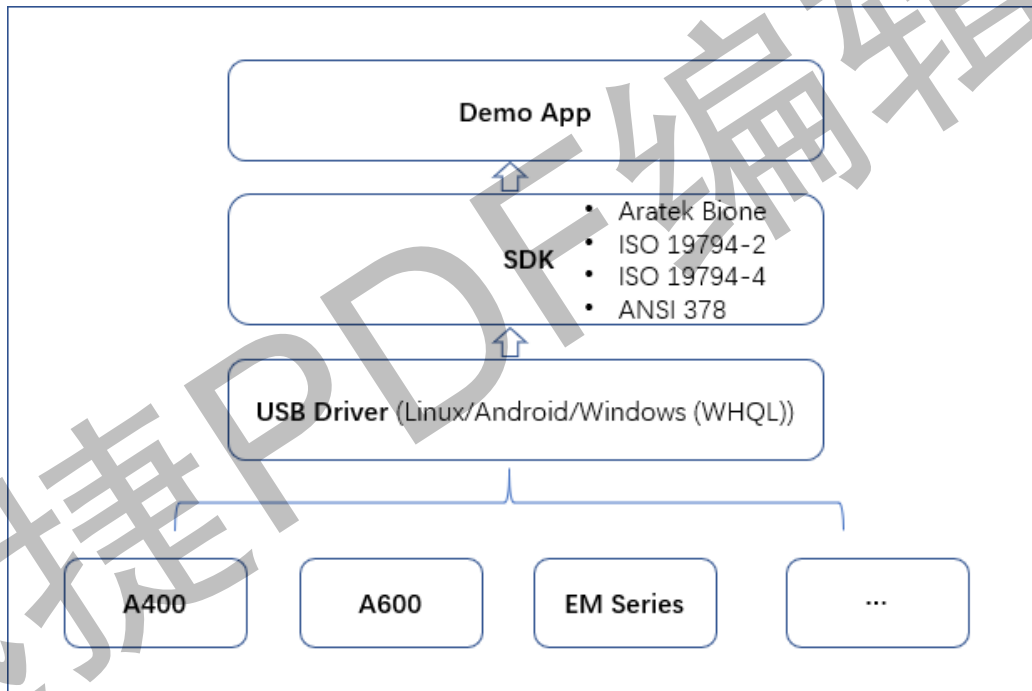 Demo App
SDK
• Aratek Bione
• ISO 19794-2
• ISO 19794-4
• ANSI 378
USB Driver (Linux/Android/Windows (WHQL))
A400
A600
EM Series
...
捷PDF编辑